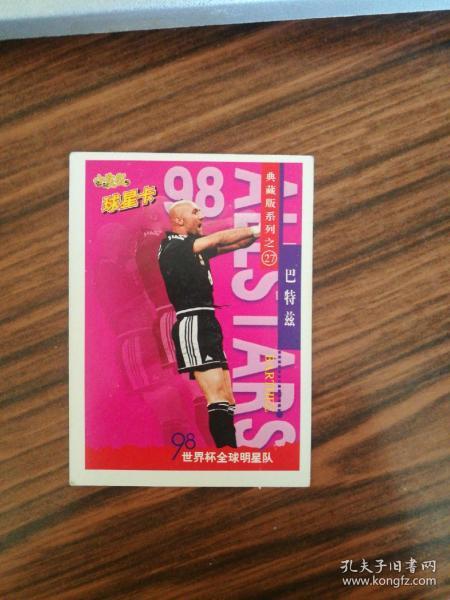 球星卡
98
ALL STARS
典藏版系列之27
巴特兹
98
世界杯全球明星队
孔夫子旧书网
www.kongfz.com